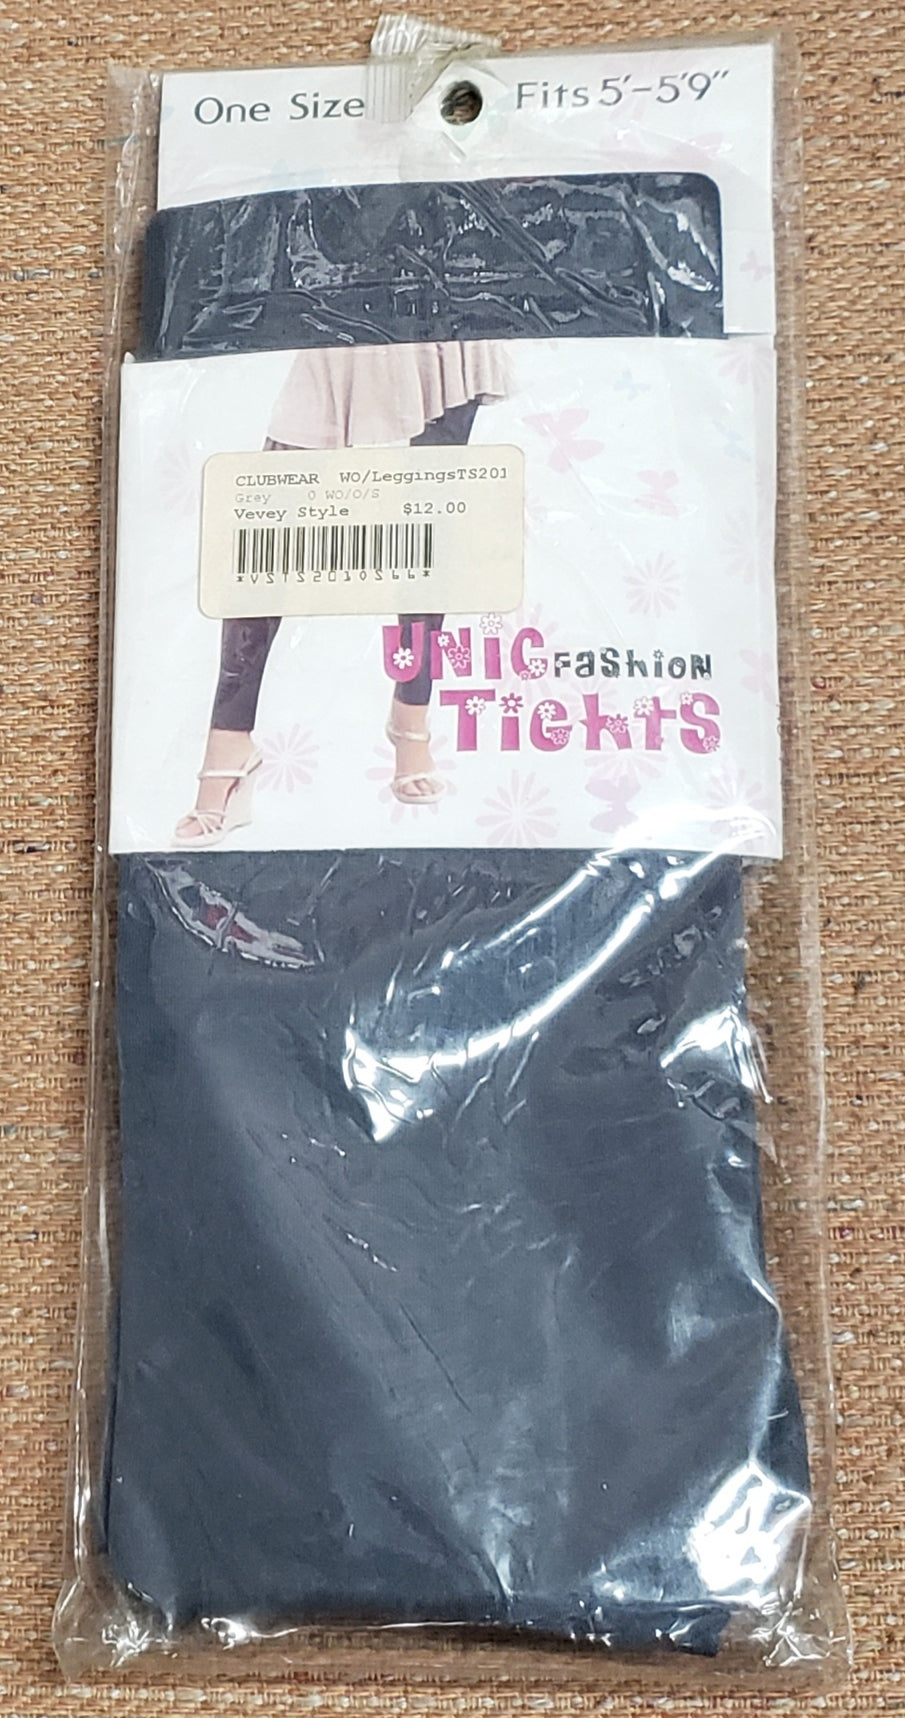 One Size Fits 5'-5'9"
CLUBWEAR WO/LeggingsTS201
Grey 0 WO/O/S
Vevey Style $12.00
*VSTS2010S66*
UNIC FaShioN
TighTS